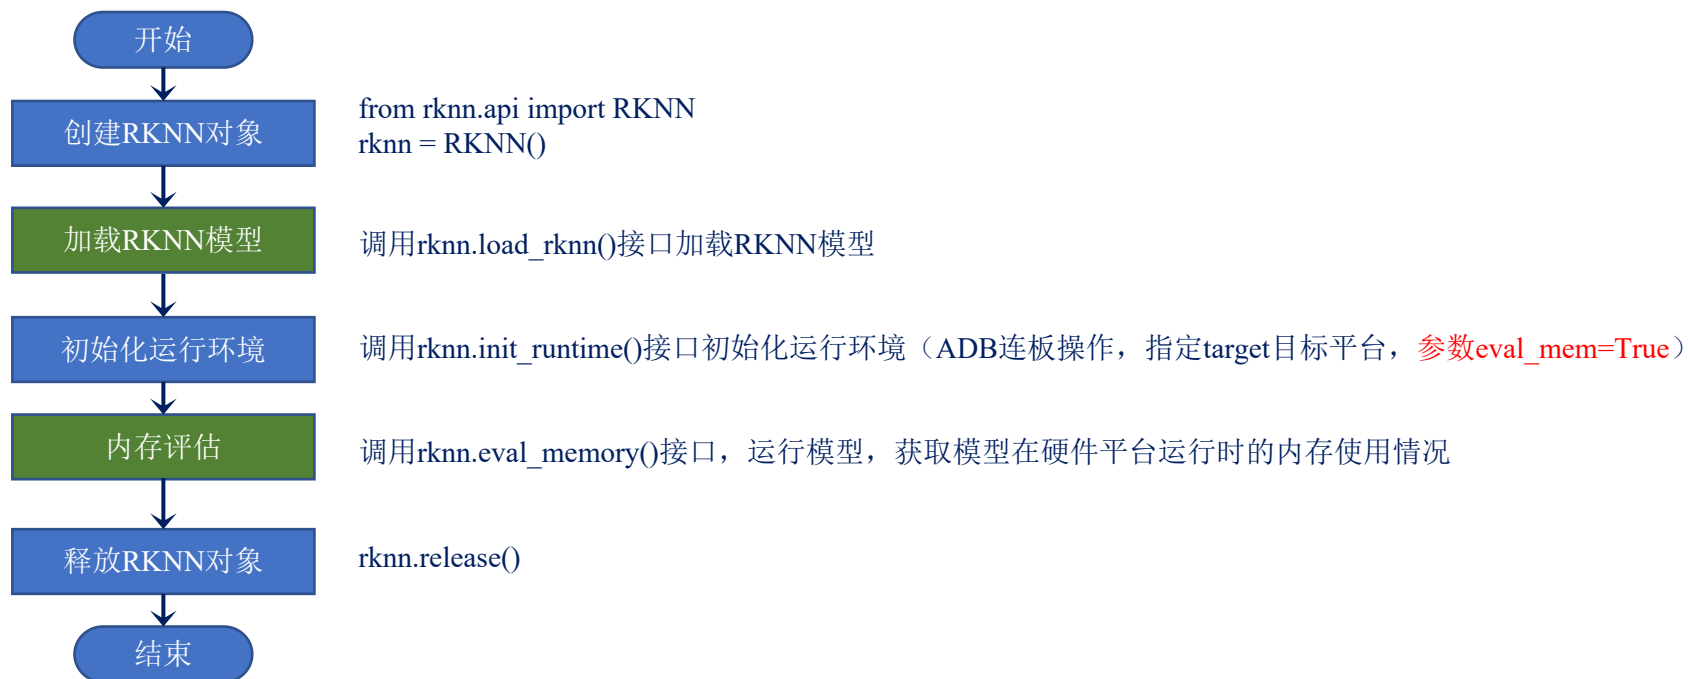 开始
创建RKNN对象
from rknn.api import RKNN
rknn = RKNN()
加载RKNN模型
调用rknn.load_rknn()接口加载RKNN模型
初始化运行环境
调用rknn.init_runtime()接口初始化运行环境（ADB连板操作，指定target目标平台，参数eval_mem=True）
内存评估
调用rknn.eval_memory()接口，运行模型，获取模型在硬件平台运行时的内存使用情况
释放RKNN对象
rknn.release()
结束